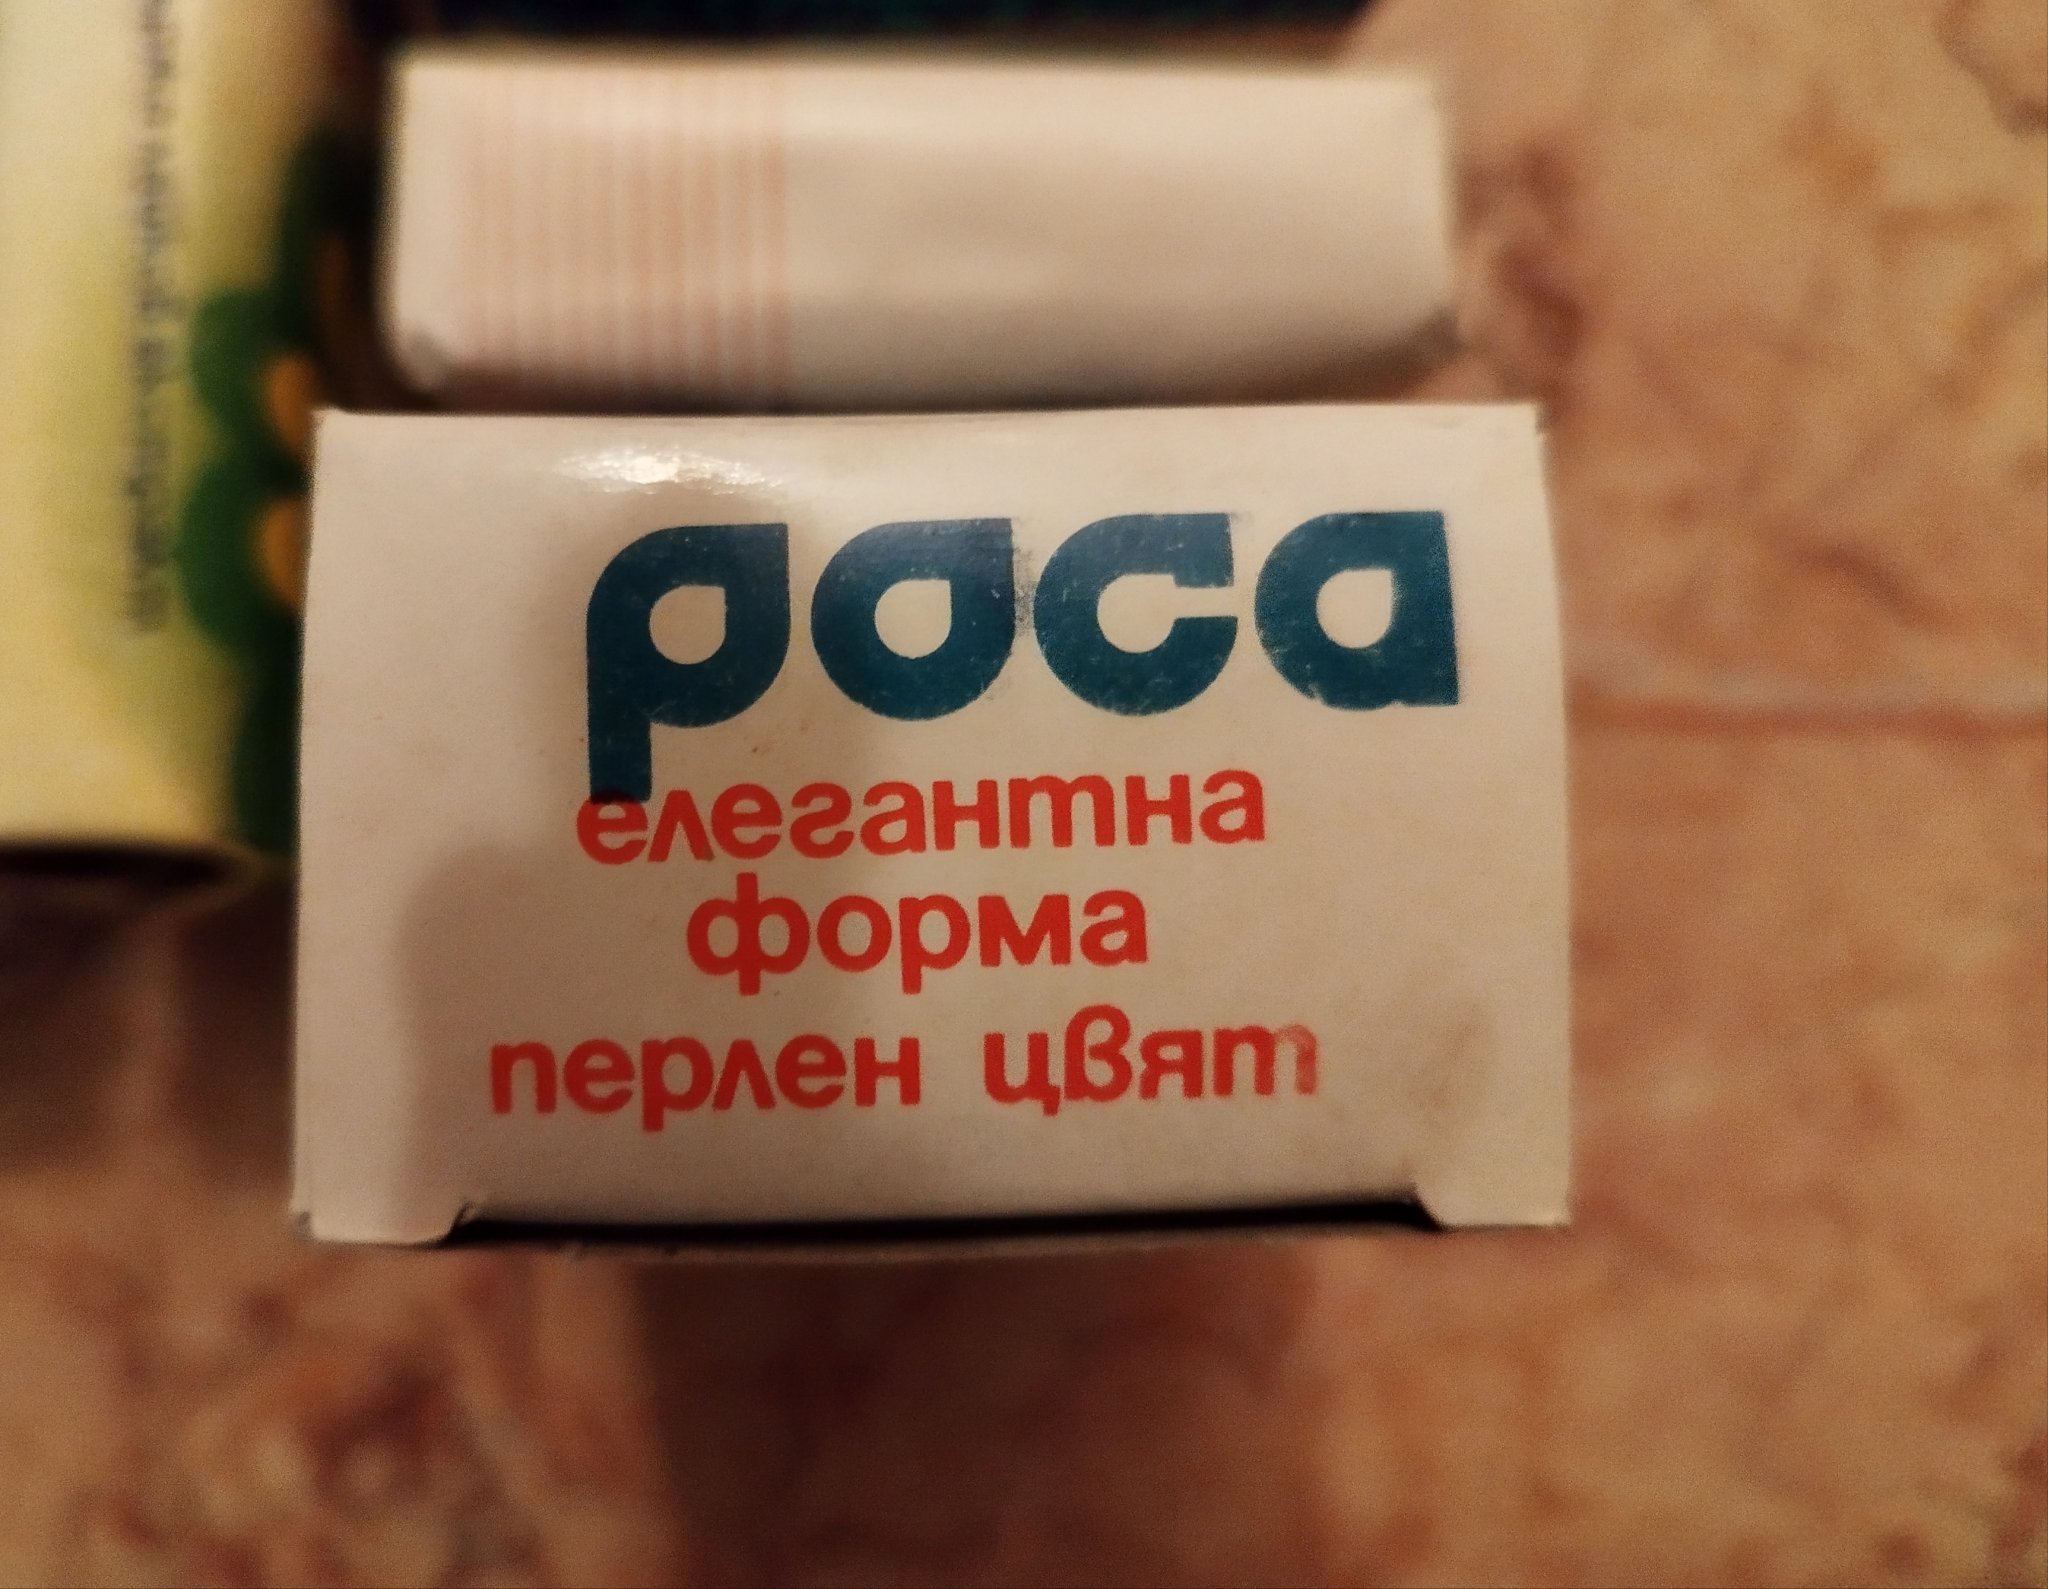 роса
елегантна
форма
перлен цвят